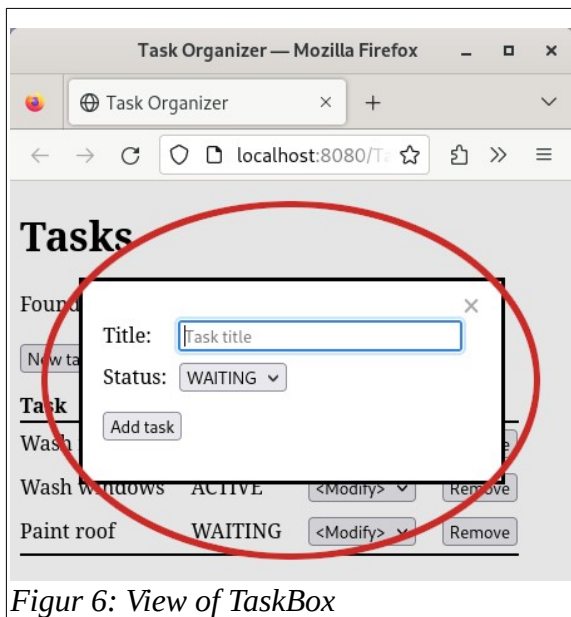 Task Organizer — Mozilla Firefox
Task Organizer
localhost:8080/Ta
Tasks
Found
Title: Task title
New ta
Status: WAITING
Task
Add task
Wash
Wash windows ACTIVE <Modify> Remove
Paint roof WAITING <Modify> Remove
Figur 6: View of TaskBox